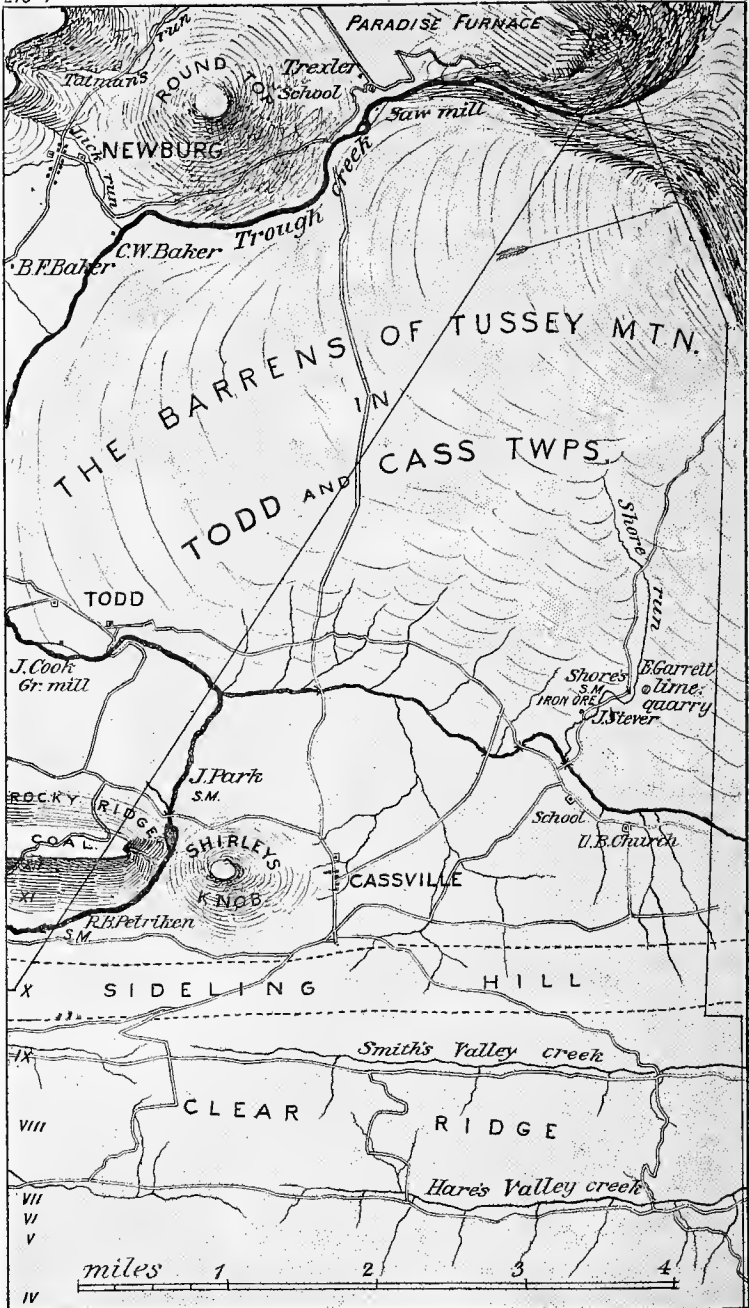 PARADISE FURNACE
Tatman's run
ROUND TOP
Trexler
School
Saw mill
NEWBURG
Dick run
Trough creek
C.W. Baker
B.F. Baker
THE BARRENS OF TUSSEY MTN.
IN
TODD AND CASS TWPS.
Shore run
TODD
J. Cook
Gr. mill
Shore's
S.M.
IRON ORE
E. Garrett
lime
quarry
J. Stever
J. Park
S.M.
ROCKY RIDGE
COAL.
SHIRLEYS
KNOB
School
U.B. Church
CASSVILLE
XI
R.B. Petriken
S.M.
X
SIDELING HILL
IX
Smith's Valley creek
CLEAR RIDGE
VIII
Hare's Valley creek
VII
VI
V
miles 1 2 3 4
IV